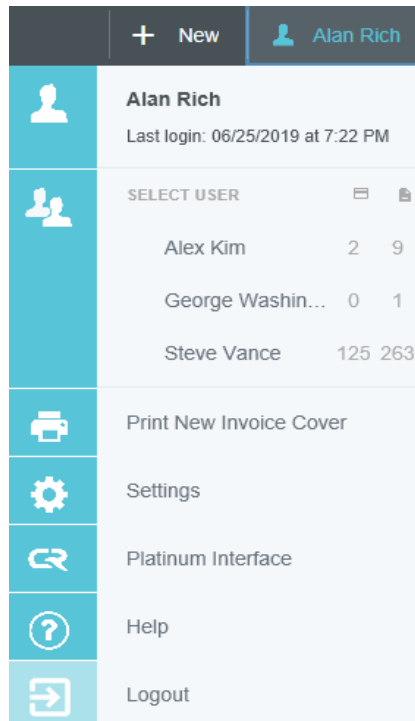 + New Alan Rich
Alan Rich
Last login: 06/25/2019 at 7:22 PM
SELECT USER
Alex Kim 2 9
George Washin... 0 1
Steve Vance 125 263
Print New Invoice Cover
Settings
CR Platinum Interface
? Help
Logout